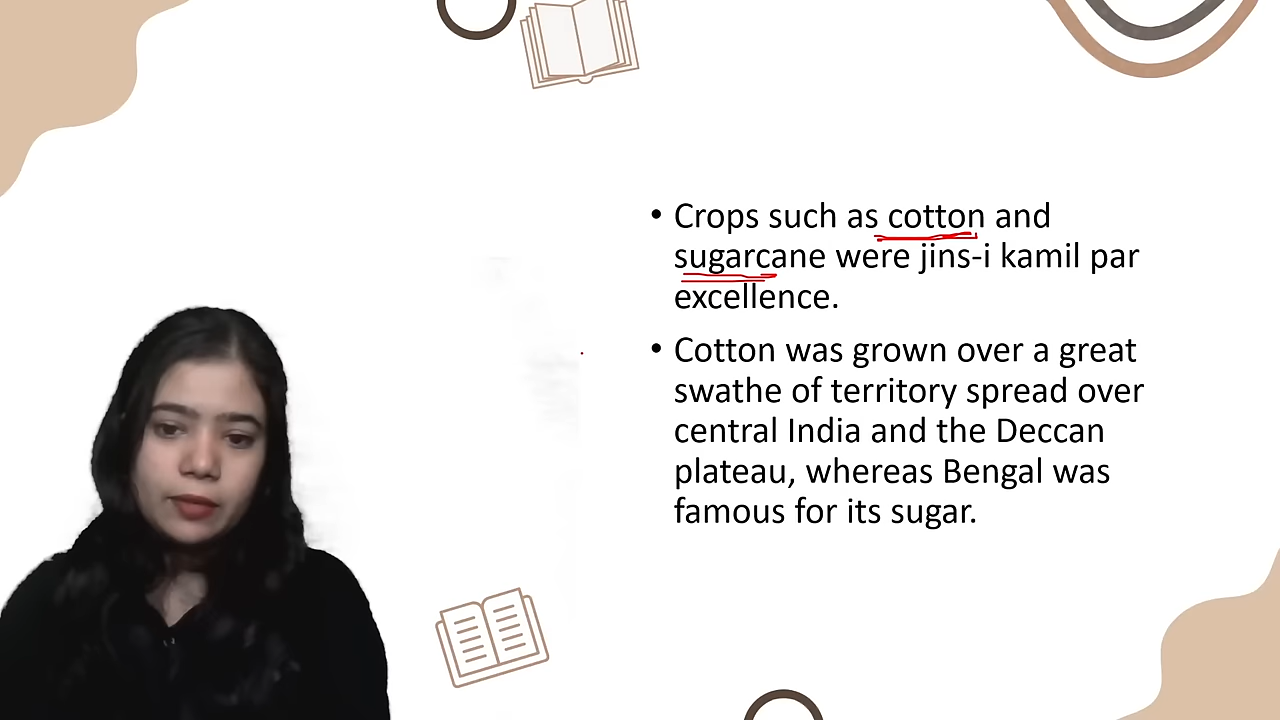 • Crops such as cotton and
sugarcane were jins-i kamil par
excellence.
• Cotton was grown over a great
swathe of territory spread over
central India and the Deccan
plateau, whereas Bengal was
famous for its sugar.